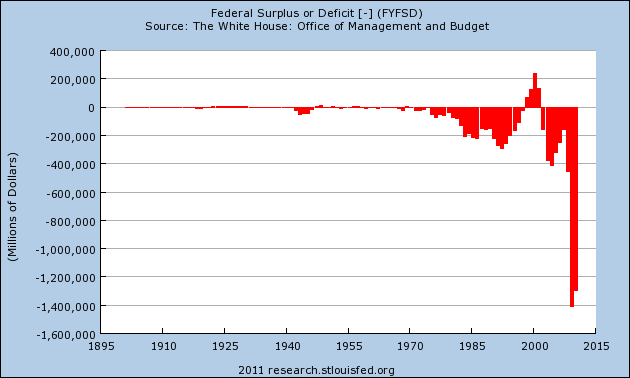 Federal Surplus or Deficit [-] (FYFSD)
Source: The White House: Office of Management and Budget
400,000
200,000
0
-200,000
-400,000
-600,000
-800,000
-1,000,000
-1,200,000
-1,400,000
-1,600,000
(Millions of Dollars)
1895 1910 1925 1940 1955 1970 1985 2000 2015
2011 research.stlouisfed.org